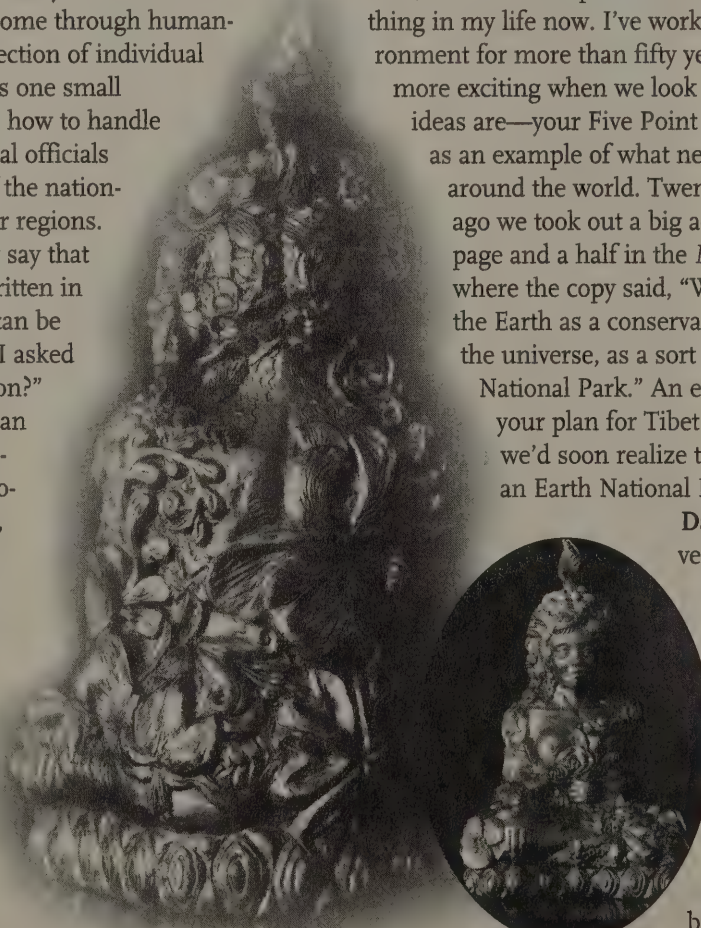 ome through human-
ection of individual
s one small
how to handle
al officials
the nation-
r regions.
say that
ritten in
can be
I asked
on?”
an
-
o-
thing in my life now. I’ve work
ronment for more than fifty ye
more exciting when we look
ideas are—your Five Point
as an example of what ne
around the world. Twen
ago we took out a big a
page and a half in the
where the copy said, “W
the Earth as a conserva
the universe, as a sort
National Park.” An e
your plan for Tibet
we’d soon realize t
an Earth National
D
ve
b